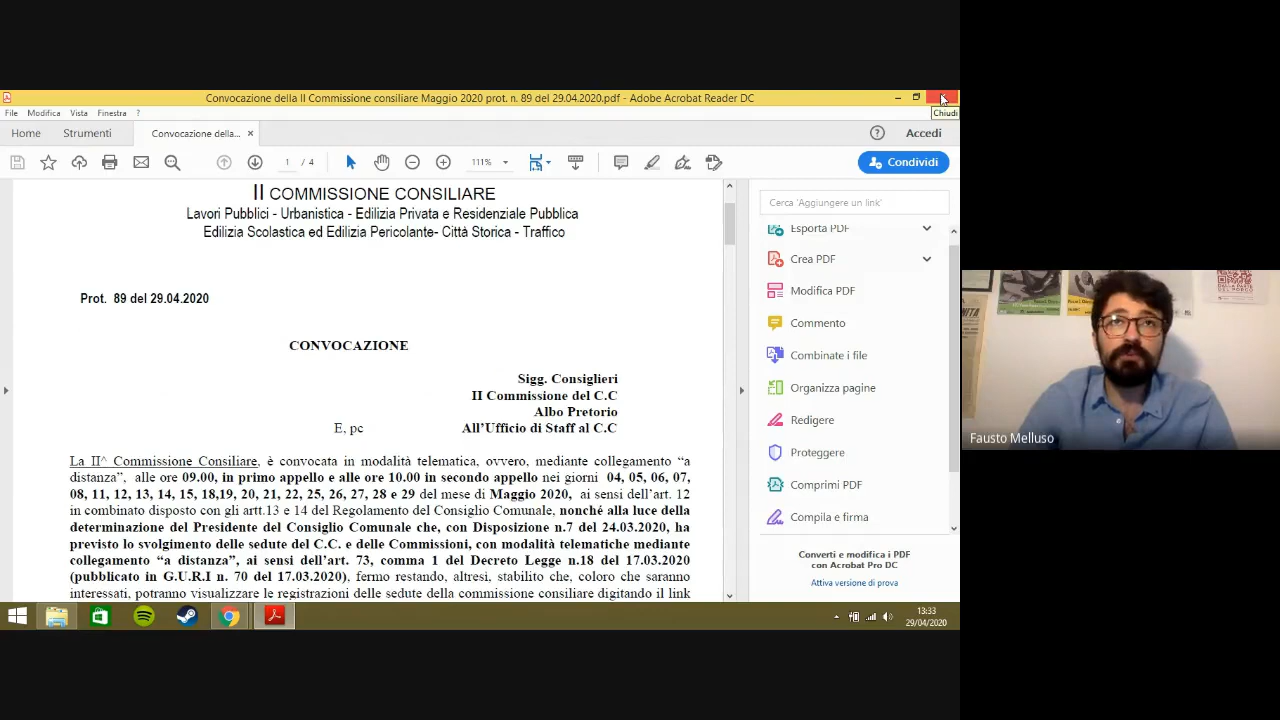 Convocazione della II Commissione consiliare Maggio 2020 prot. n. 89 del 29.04.2020.pdf - Adobe Acrobat Reader DC
File Modifica Vista Finestra ?
Chiudi
Home Strumenti Convocazione della... × Accedi
1 / 4 111% Condividi
II COMMISSIONE CONSILIARE
Lavori Pubblici - Urbanistica - Edilizia Privata e Residenziale Pubblica
Edilizia Scolastica ed Edilizia Pericolante- Città Storica - Traffico
Prot. 89 del 29.04.2020
CONVOCAZIONE
Sigg. Consiglieri
II Commissione del C.C
Albo Pretorio
E, pc All'Ufficio di Staff al C.C
La II^ Commissione Consiliare, è convocata in modalità telematica, ovvero, mediante collegamento "a
distanza", alle ore 09.00, in primo appello e alle ore 10.00 in secondo appello nei giorni 04, 05, 06, 07,
08, 11, 12, 13, 14, 15, 18,19, 20, 21, 22, 25, 26, 27, 28 e 29 del mese di Maggio 2020, ai sensi dell'art. 12
in combinato disposto con gli artt.13 e 14 del Regolamento del Consiglio Comunale, nonché alla luce della
determinazione del Presidente del Consiglio Comunale che, con Disposizione n.7 del 24.03.2020, ha
previsto lo svolgimento delle sedute del C.C. e delle Commissioni, con modalità telematiche mediante
collegamento "a distanza", ai sensi dell'art. 73, comma 1 del Decreto Legge n.18 del 17.03.2020
(pubblicato in G.U.R.I n. 70 del 17.03.2020), fermo restando, altresì, stabilito che, coloro che saranno
interessati, potranno visualizzare le registrazioni delle sedute della commissione consiliare digitando il link
Cerca 'Aggiungere un link'
Esporta PDF
Crea PDF
Modifica PDF
Commento
Combinate i file
Organizza pagine
Redigere
Proteggere
Comprimi PDF
Compila e firma
Converti e modifica i PDF
con Acrobat Pro DC
Attiva versione di prova
13:33
29/04/2020
Fausto Melluso